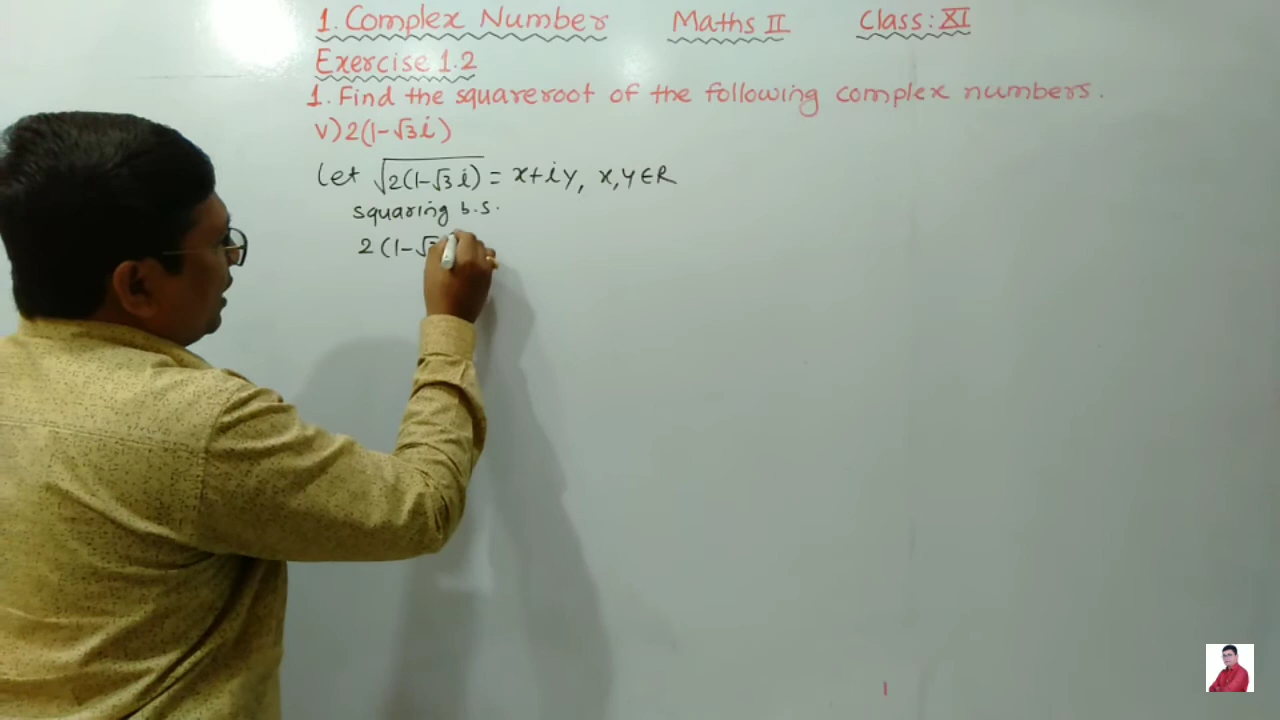 1. Complex Number Maths II Class: XI
Exercise 1.2
1. Find the squareroot of the following complex numbers.
v) 2(1-√3i)
Let √(2(1-√3i)) = x+iy, x,y∈R
squaring b.s.
2(1-√